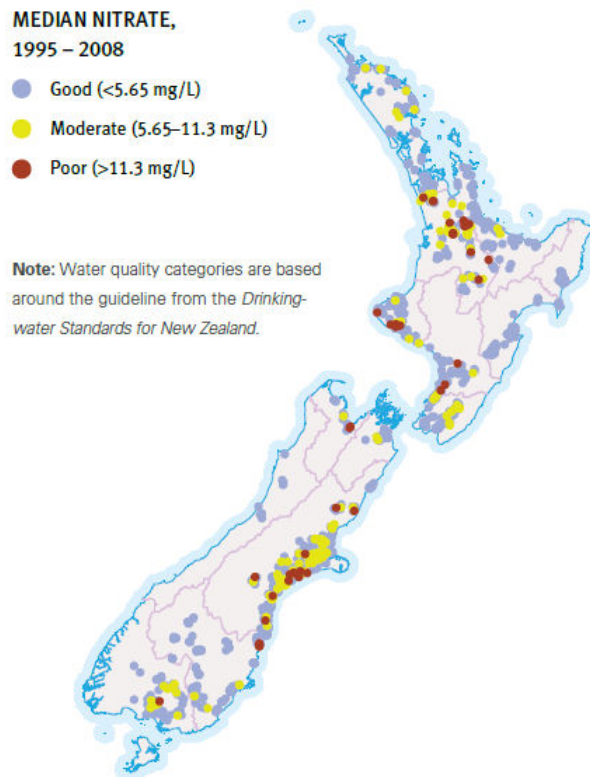 MEDIAN NITRATE,
1995 – 2008
Good (<5.65 mg/L)
Moderate (5.65–11.3 mg/L)
Poor (>11.3 mg/L)
Note: Water quality categories are based
around the guideline from the Drinking-
water Standards for New Zealand.